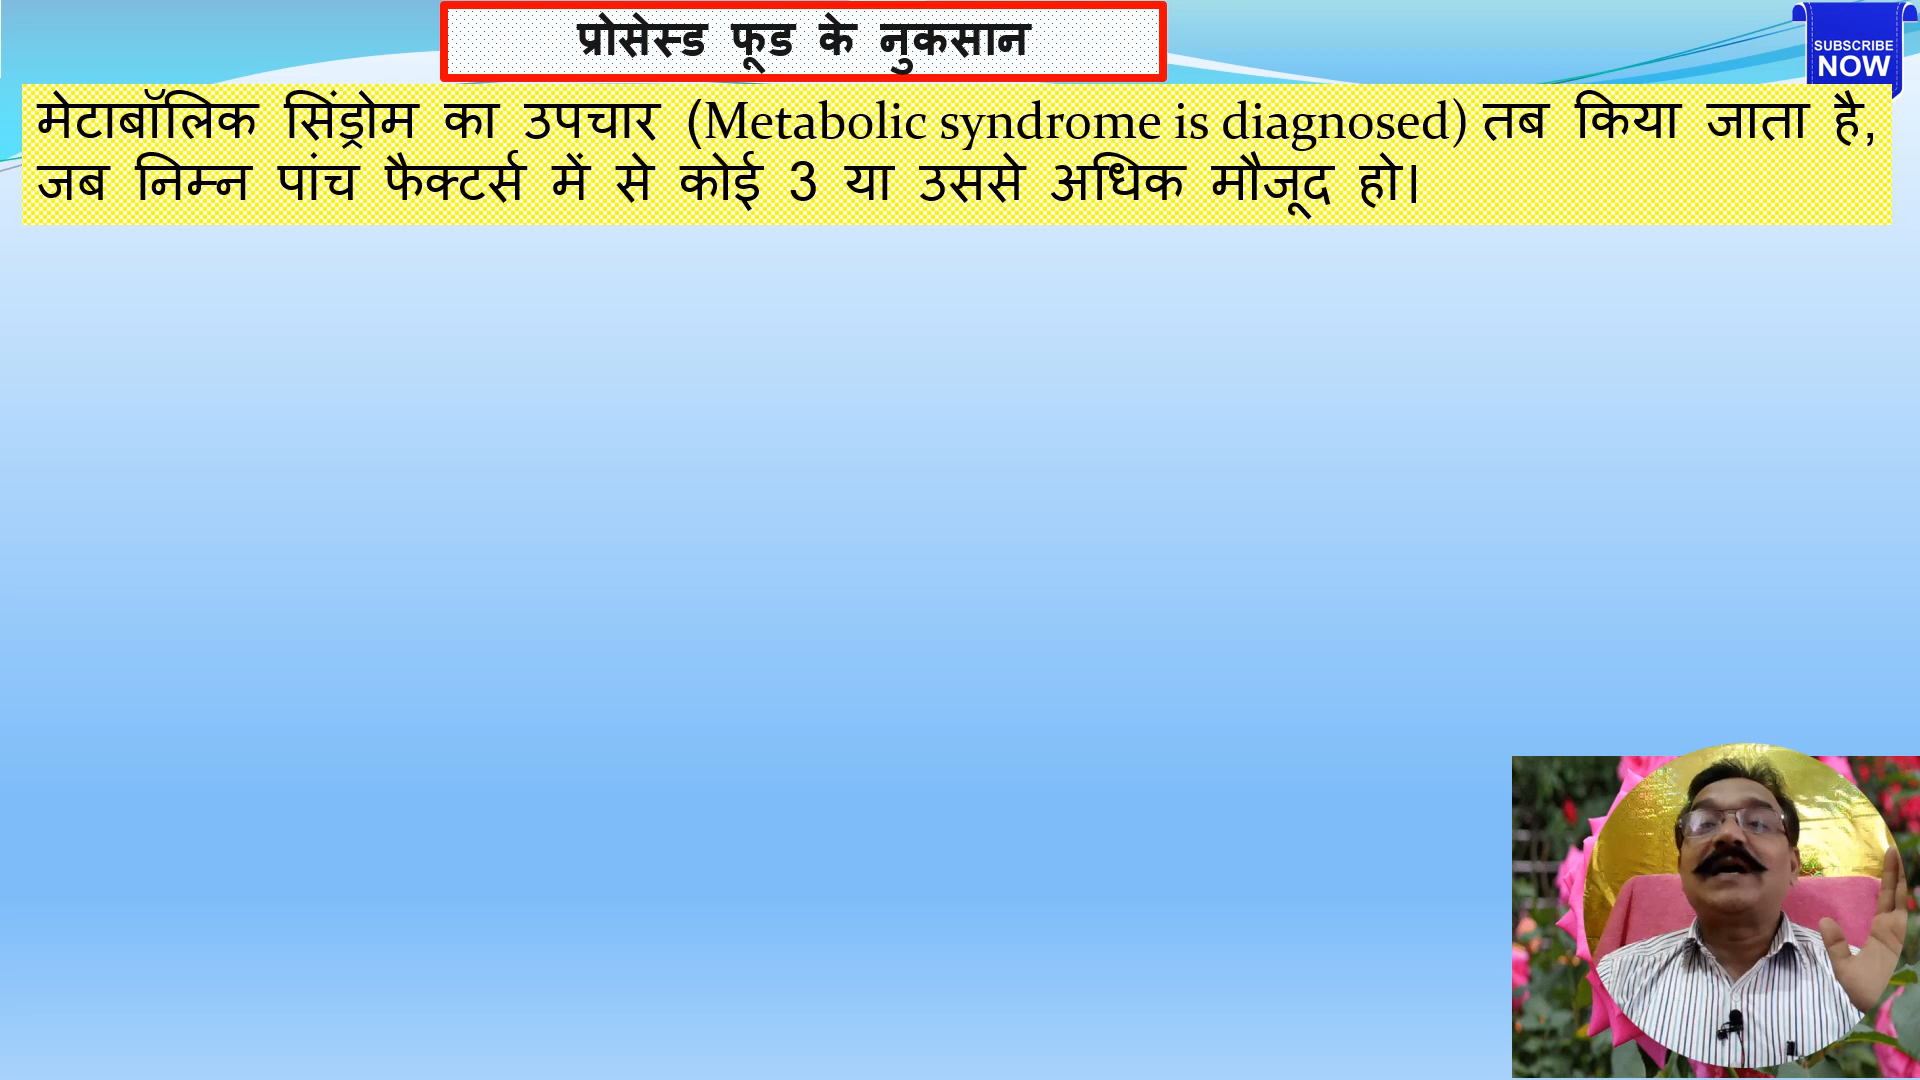 प्रोसेस्ड फूड के नुकसान
SUBSCRIBE
NOW
मेटाबॉलिक सिंड्रोम का उपचार (Metabolic syndrome is diagnosed) तब किया जाता है,
जब निम्न पांच फैक्टर्स में से कोई 3 या उससे अधिक मौजूद हो।